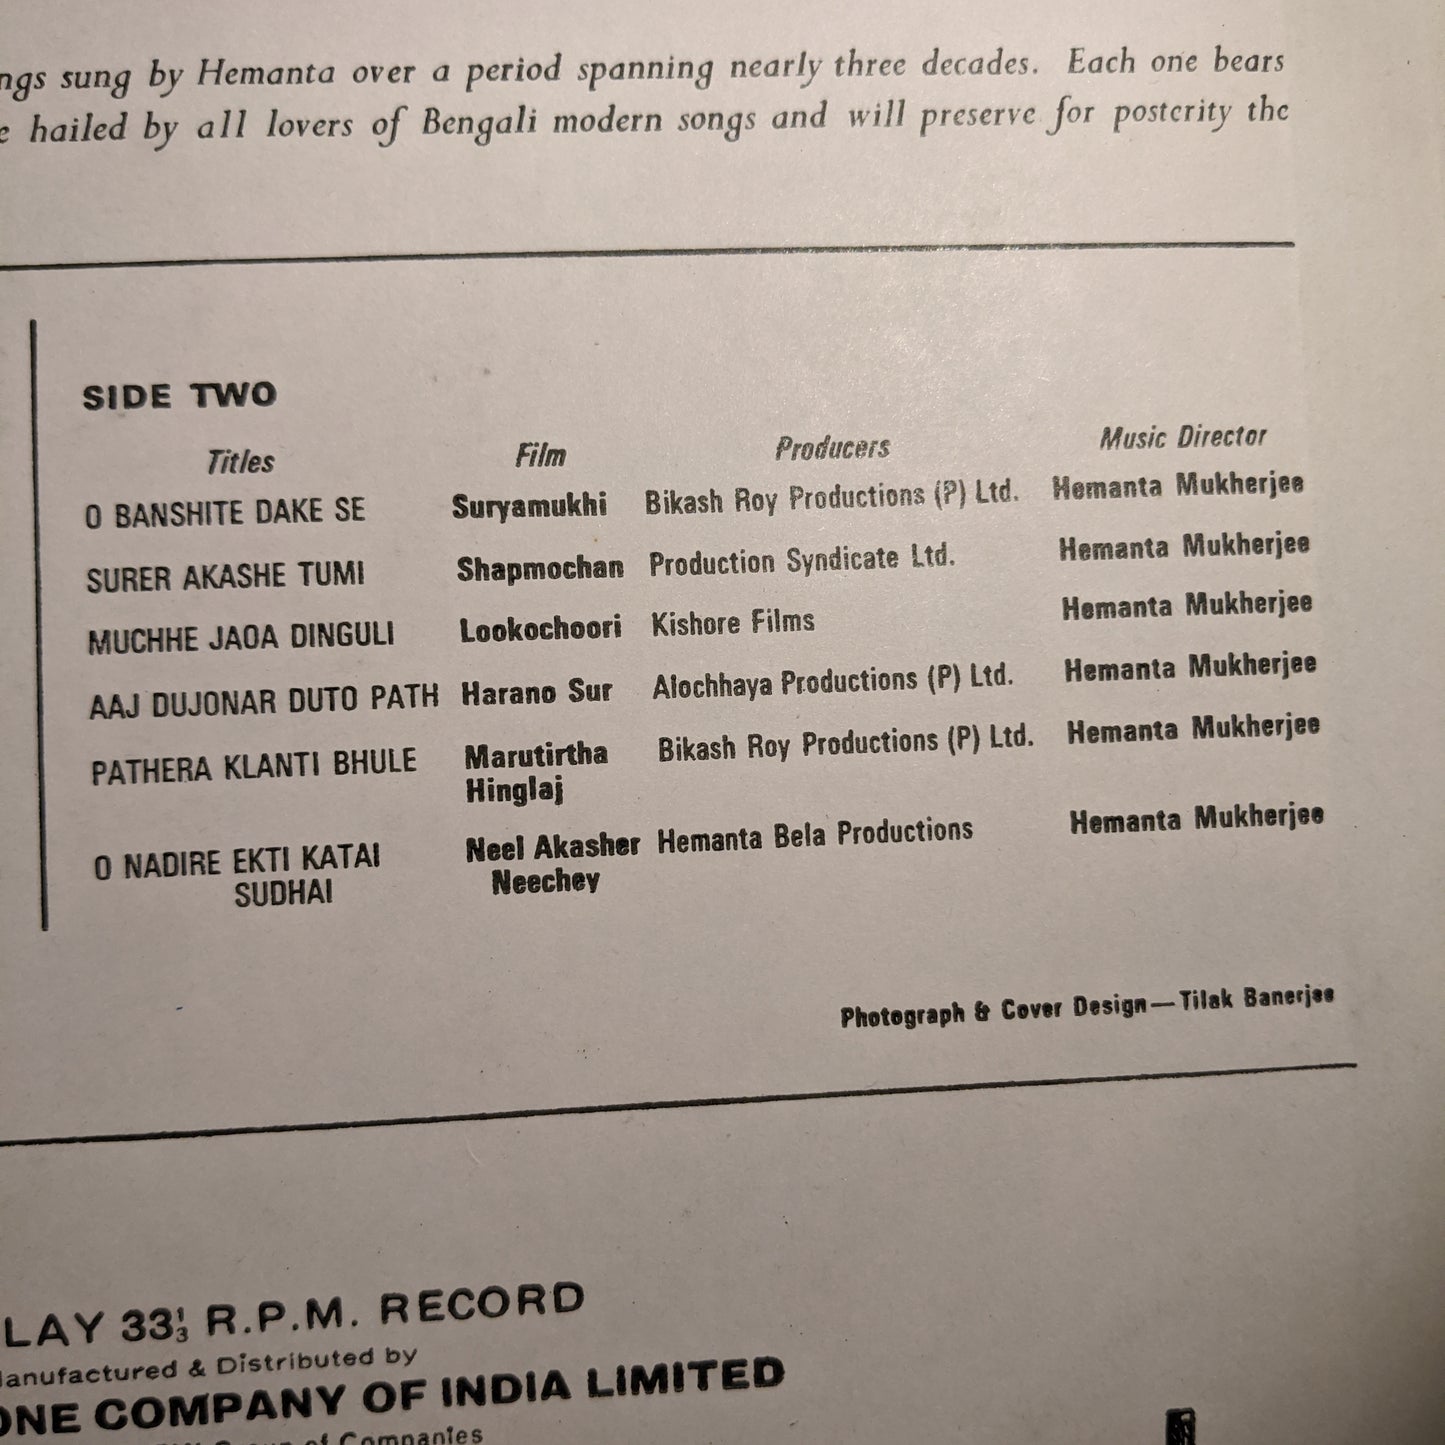 sung by Hemanta over a period spanning nearly three decades. Each one bears
hailed by all lovers of Bengali modern songs and will preserve for posterity the
SIDE TWO
Titles Film Producers Music Director
O BANSHITE DAKE SE Suryamukhi Bikash Roy Productions (P) Ltd. Hemanta Mukherjee
SURER AKASHE TUMI Shapmochan Production Syndicate Ltd. Hemanta Mukherjee
MUCHHE JAOA DINGULI Lookochoori Kishore Films Hemanta Mukherjee
AAJ DUJONAR DUTO PATH Harano Sur Alochhaya Productions (P) Ltd. Hemanta Mukherjee
PATHERA KLANTI BHULE Marutirtha Bikash Roy Productions (P) Ltd. Hemanta Mukherjee
Hinglaj
O NADIRE EKTI KATAI Neel Akasher Hemanta Bela Productions Hemanta Mukherjee
SUDHAI Neechey
Photograph & Cover Design—Tilak Banerjee
LAY 33⅓ R.P.M. RECORD
anufactured & Distributed by
ONE COMPANY OF INDIA LIMITED
of Companies